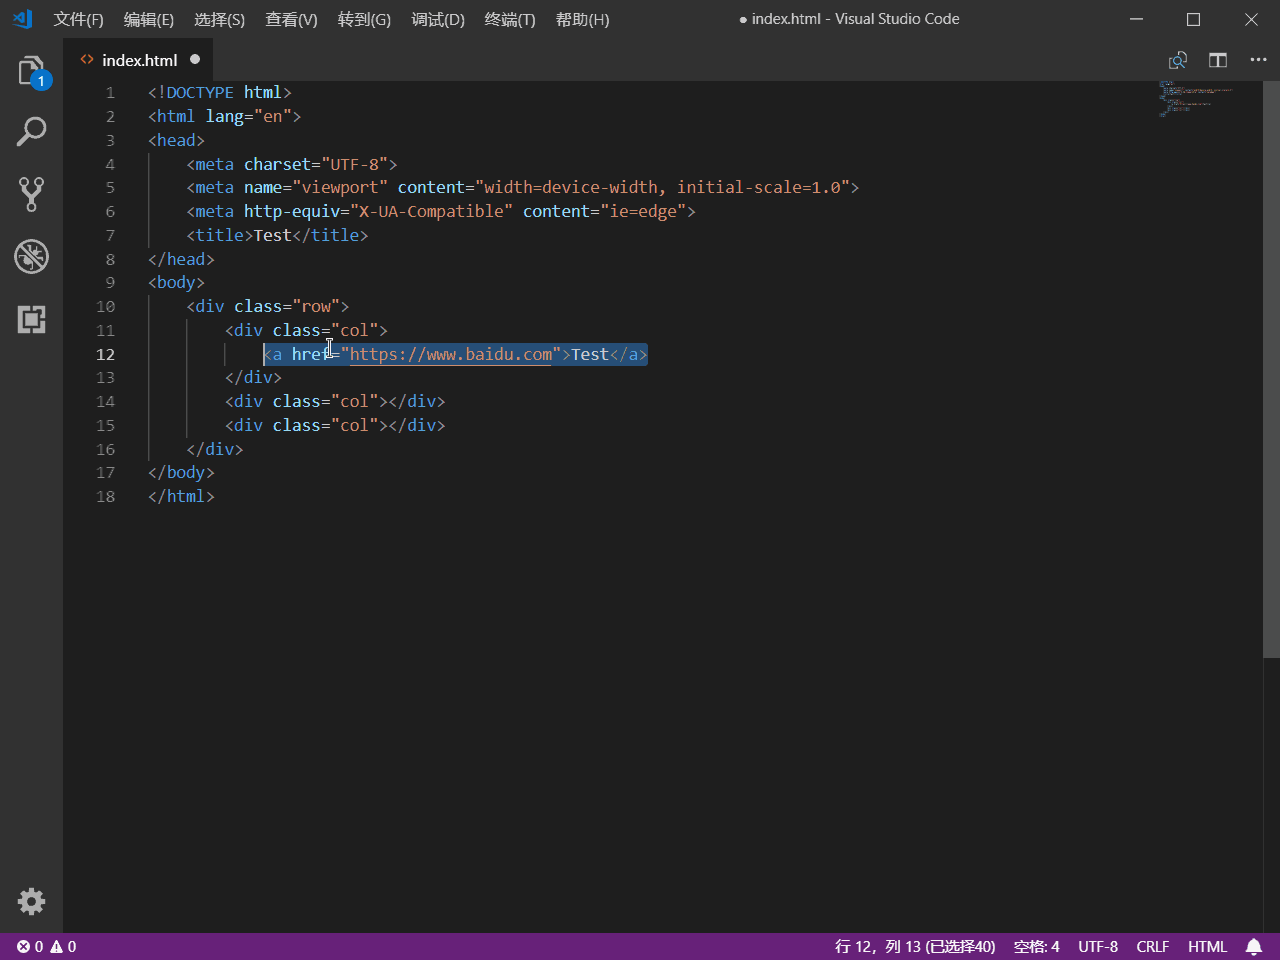 文件(F) 编辑(E) 选择(S) 查看(V) 转到(G) 调试(D) 终端(T) 帮助(H) ● index.html - Visual Studio Code
<> index.html ●
1
1 <!DOCTYPE html>
2 <html lang="en">
3 <head>
4 <meta charset="UTF-8">
5 <meta name="viewport" content="width=device-width, initial-scale=1.0">
6 <meta http-equiv="X-UA-Compatible" content="ie=edge">
7 <title>Test</title>
8 </head>
9 <body>
10 <div class="row">
11 <div class="col">
12 <a href="https://www.baidu.com">Test</a>
13 </div>
14 <div class="col"></div>
15 <div class="col"></div>
16 </div>
17 </body>
18 </html>
0 0 行 12，列 13 (已选择40) 空格: 4 UTF-8 CRLF HTML